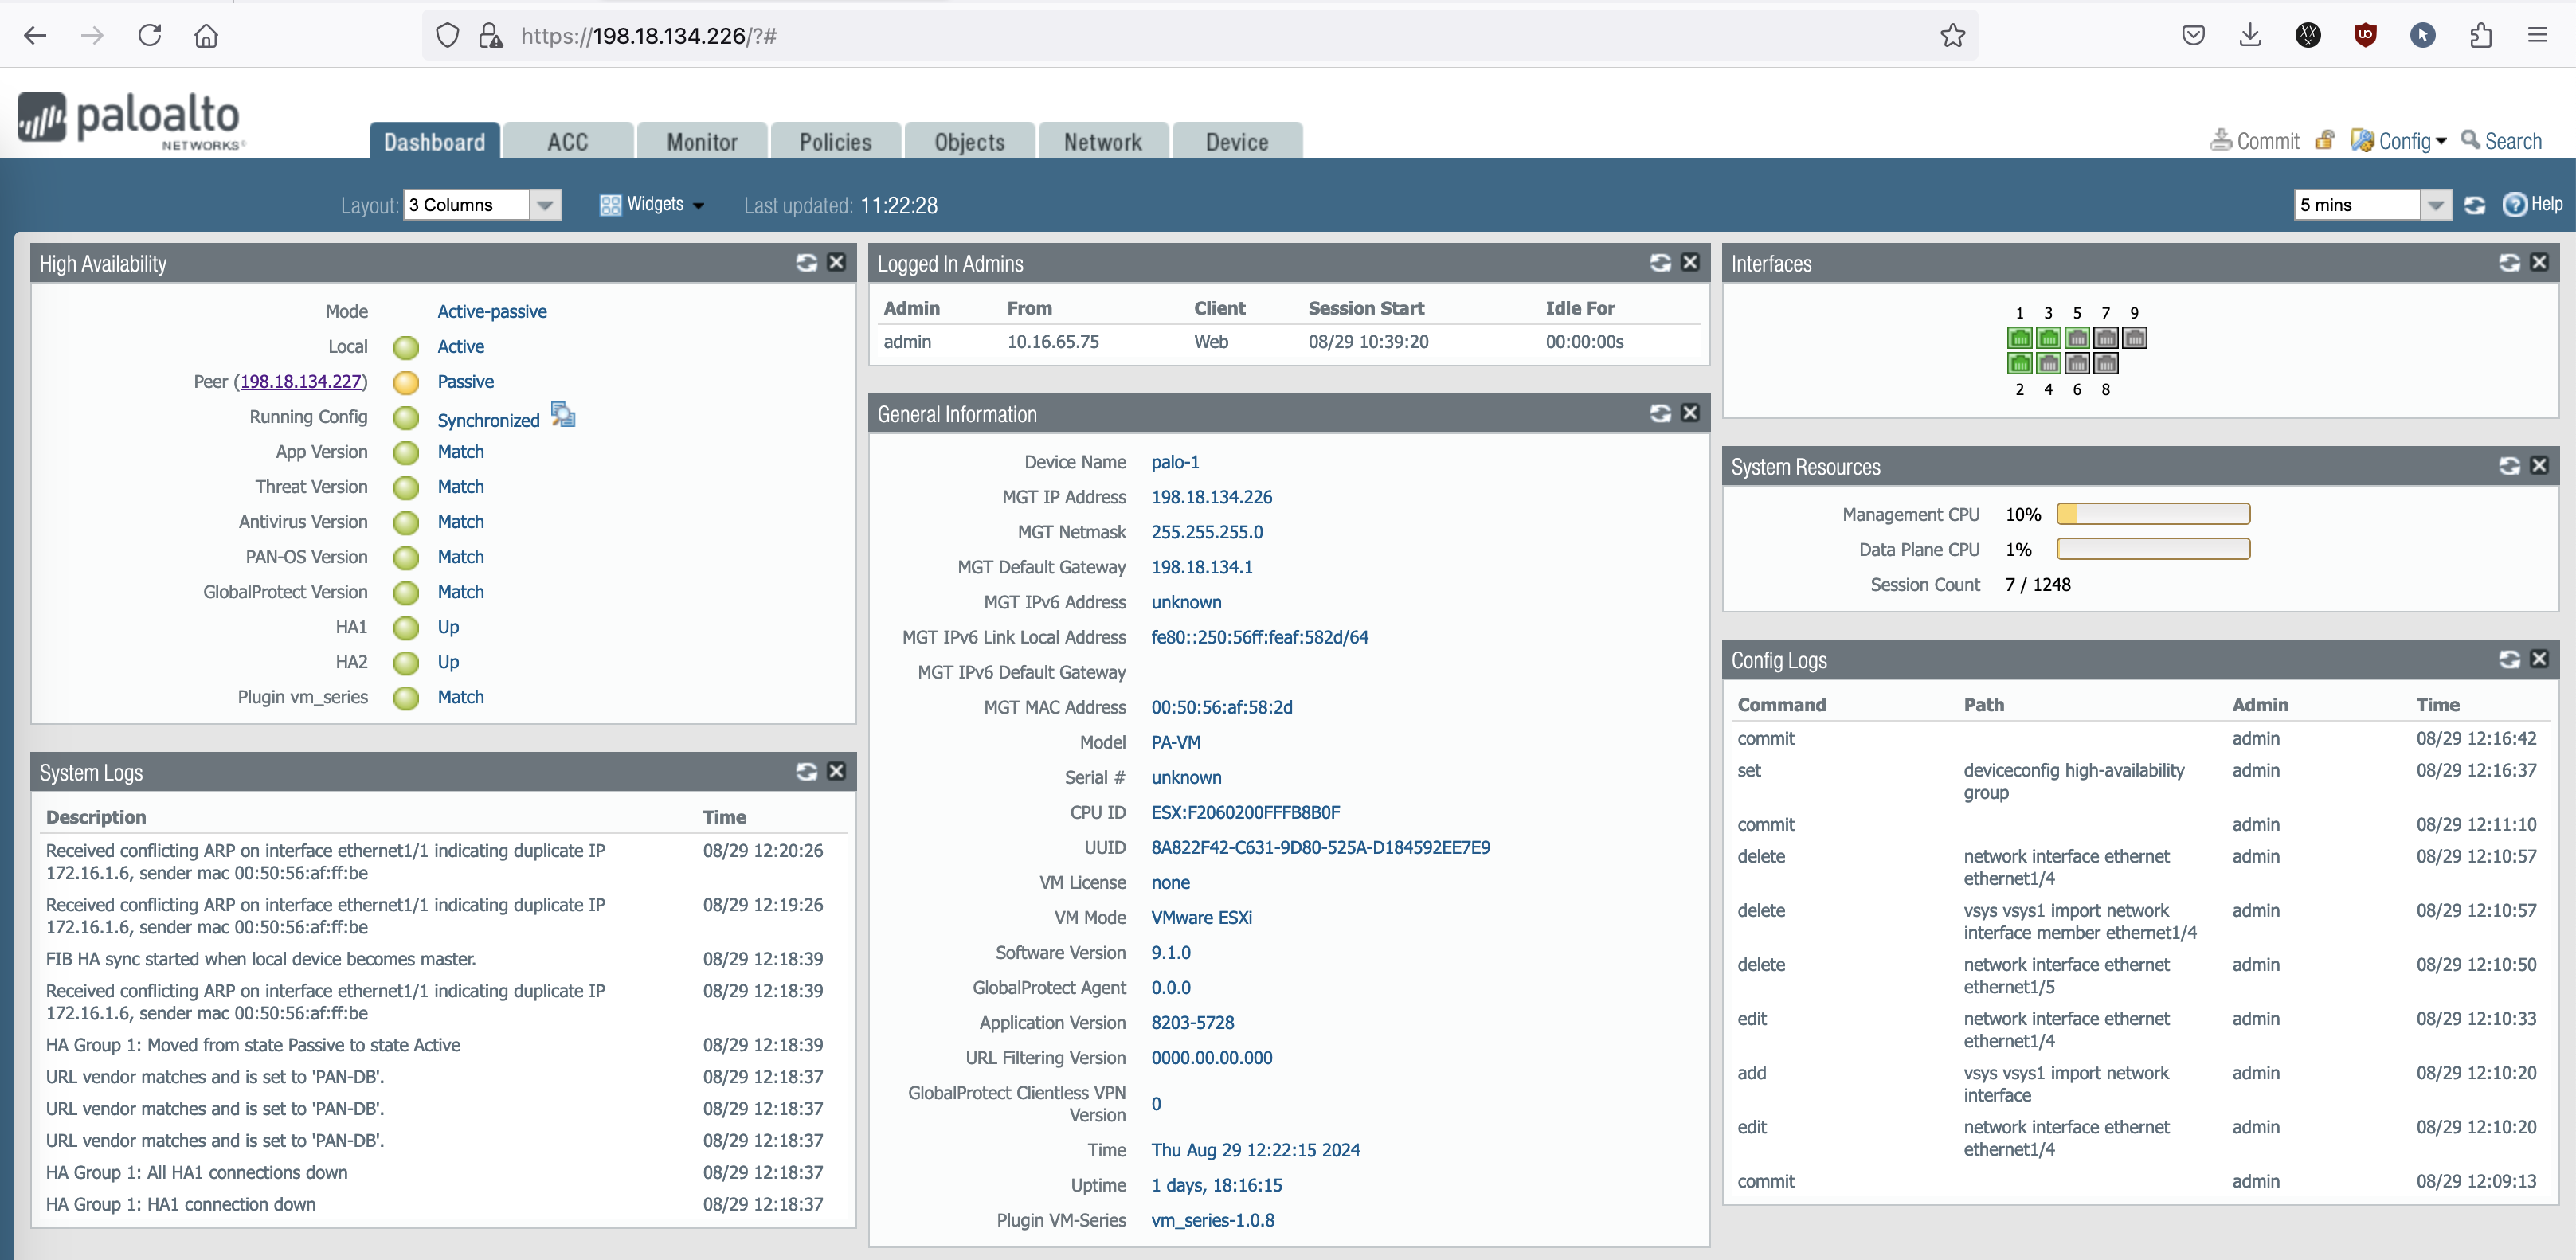 https://198.18.134.226/?#
paloalto
NETWORKS
Dashboard ACC Monitor Policies Objects Network Device
Commit Config Search
Layout: 3 Columns Widgets Last updated: 11:22:28
5 mins Help
High Availability
Mode Active-passive
Local Active
Peer (198.18.134.227) Passive
Running Config Synchronized
App Version Match
Threat Version Match
Antivirus Version Match
PAN-OS Version Match
GlobalProtect Version Match
HA1 Up
HA2 Up
Plugin vm_series Match
System Logs
Description Time
Received conflicting ARP on interface ethernet1/1 indicating duplicate IP 08/29 12:20:26
172.16.1.6, sender mac 00:50:56:af:ff:be
Received conflicting ARP on interface ethernet1/1 indicating duplicate IP 08/29 12:19:26
172.16.1.6, sender mac 00:50:56:af:ff:be
FIB HA sync started when local device becomes master. 08/29 12:18:39
Received conflicting ARP on interface ethernet1/1 indicating duplicate IP 08/29 12:18:39
172.16.1.6, sender mac 00:50:56:af:ff:be
HA Group 1: Moved from state Passive to state Active 08/29 12:18:39
URL vendor matches and is set to 'PAN-DB'. 08/29 12:18:37
URL vendor matches and is set to 'PAN-DB'. 08/29 12:18:37
URL vendor matches and is set to 'PAN-DB'. 08/29 12:18:37
HA Group 1: All HA1 connections down 08/29 12:18:37
HA Group 1: HA1 connection down 08/29 12:18:37
Logged In Admins
Admin From Client Session Start Idle For
admin 10.16.65.75 Web 08/29 10:39:20 00:00:00s
General Information
Device Name palo-1
MGT IP Address 198.18.134.226
MGT Netmask 255.255.255.0
MGT Default Gateway 198.18.134.1
MGT IPv6 Address unknown
MGT IPv6 Link Local Address fe80::250:56ff:feaf:582d/64
MGT IPv6 Default Gateway
MGT MAC Address 00:50:56:af:58:2d
Model PA-VM
Serial # unknown
CPU ID ESX:F2060200FFFB8B0F
UUID 8A822F42-C631-9D80-525A-D184592EE7E9
VM License none
VM Mode VMware ESXi
Software Version 9.1.0
GlobalProtect Agent 0.0.0
Application Version 8203-5728
URL Filtering Version 0000.00.00.000
GlobalProtect Clientless VPN
Version 0
Time Thu Aug 29 12:22:15 2024
Uptime 1 days, 18:16:15
Plugin VM-Series vm_series-1.0.8
Interfaces
1 3 5 7 9
2 4 6 8
System Resources
Management CPU 10%
Data Plane CPU 1%
Session Count 7 / 1248
Config Logs
Command Path Admin Time
commit admin 08/29 12:16:42
set deviceconfig high-availability admin 08/29 12:16:37
group
commit admin 08/29 12:11:10
delete network interface ethernet admin 08/29 12:10:57
ethernet1/4
delete vsys vsys1 import network admin 08/29 12:10:57
interface member ethernet1/4
delete network interface ethernet admin 08/29 12:10:50
ethernet1/5
edit network interface ethernet admin 08/29 12:10:33
ethernet1/4
add vsys vsys1 import network admin 08/29 12:10:20
interface
edit network interface ethernet admin 08/29 12:10:20
ethernet1/4
commit admin 08/29 12:09:13